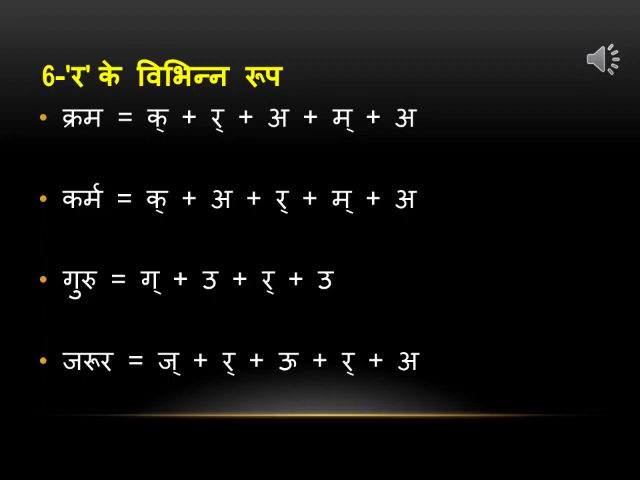 6-'र' के विभिन्न रूप
• क्रम = क् + र् + अ + म् + अ
• कर्म = क् + अ + र् + म् + अ
• गुरु = ग् + उ + र् + उ
• जरूर = ज् + र् + ऊ + र् + अ